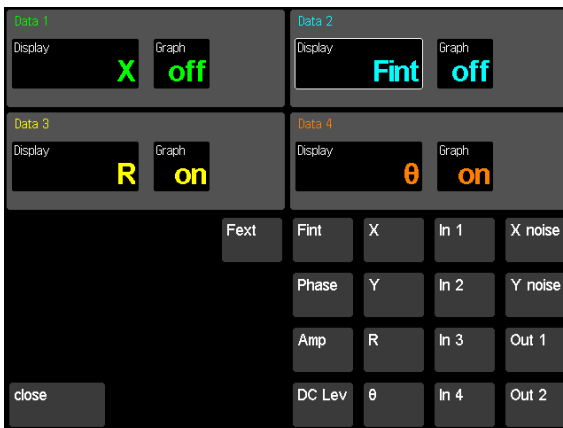 Data 1
Data 2
Display
Graph
Display
Graph
X
off
Fint
off
Data 3
Data 4
Display
Graph
Display
Graph
R
on
θ
on
Fext
Fint
X
In 1
X noise
Phase
Y
In 2
Y noise
Amp
R
In 3
Out 1
close
DC Lev
θ
In 4
Out 2